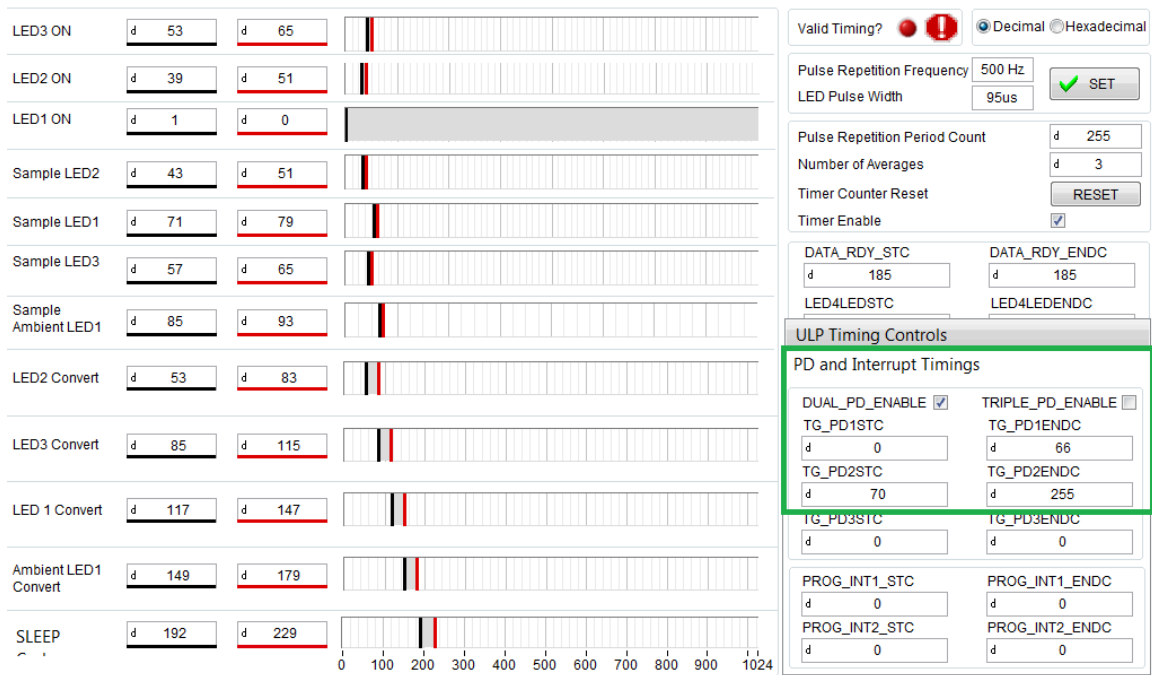 LED3 ON d 53 d 65
LED2 ON d 39 d 51
LED1 ON d 1 d 0
Sample LED2 d 43 d 51
Sample LED1 d 71 d 79
Sample LED3 d 57 d 65
Sample
Ambient LED1 d 85 d 93
LED2 Convert d 53 d 83
LED3 Convert d 85 d 115
LED 1 Convert d 117 d 147
Ambient LED1
Convert d 149 d 179
SLEEP d 192 d 229
0 100 200 300 400 500 600 700 800 900 1024
Valid Timing? Decimal Hexadecimal
Pulse Repetition Frequency 500 Hz
SET
LED Pulse Width 95us
Pulse Repetition Period Count d 255
Number of Averages d 3
Timer Counter Reset RESET
Timer Enable
DATA_RDY_STC DATA_RDY_ENDC
d 185 d 185
LED4LEDSTC LED4LEDENDC
ULP Timing Controls
PD and Interrupt Timings
DUAL_PD_ENABLE TRIPLE_PD_ENABLE
TG_PD1STC TG_PD1ENDC
d 0 d 66
TG_PD2STC TG_PD2ENDC
d 70 d 255
TG_PD3STC TG_PD3ENDC
d 0 d 0
PROG_INT1_STC PROG_INT1_ENDC
d 0 d 0
PROG_INT2_STC PROG_INT2_ENDC
d 0 d 0